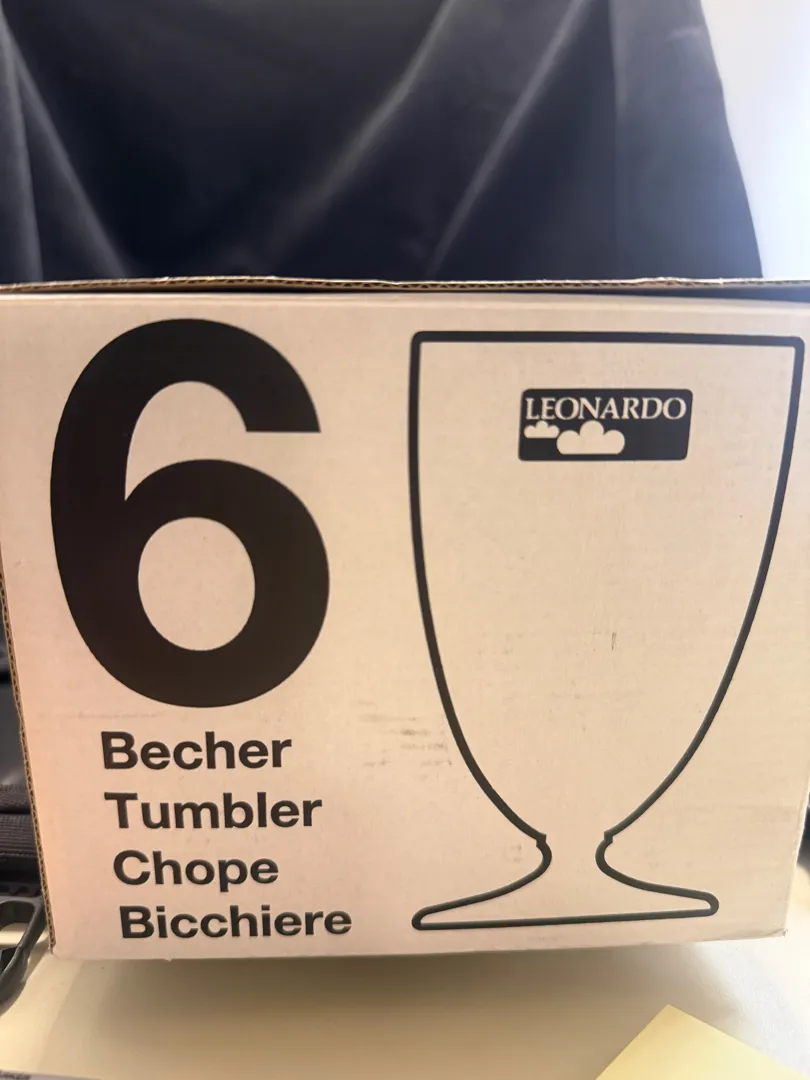 6
LEONARDO
Becher
Tumbler
Chope
Bicchiere